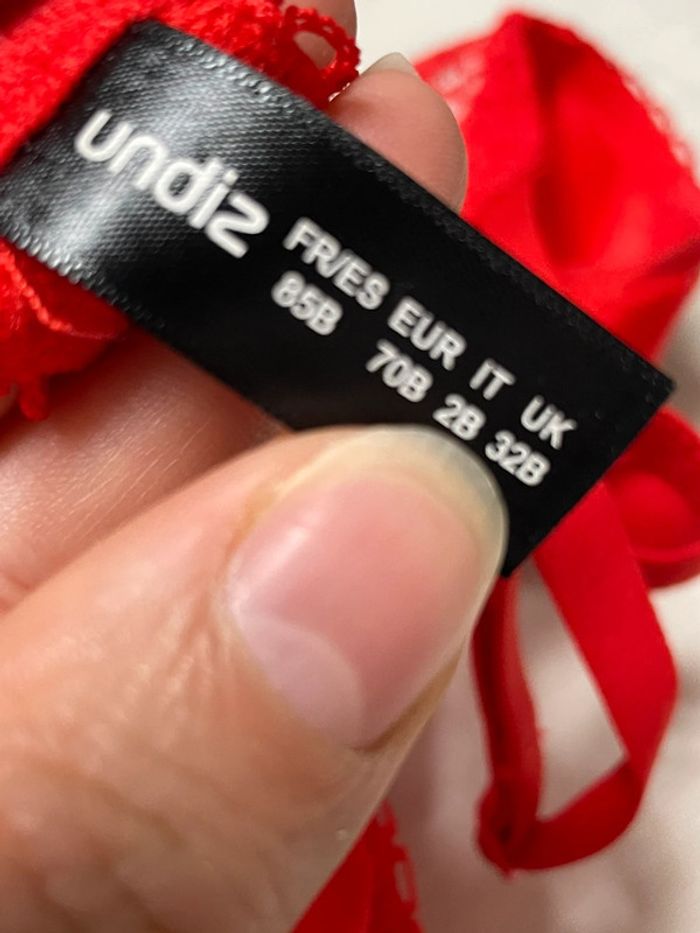 undiz
FR/ES EUR IT UK
85B 70B 2B 32B